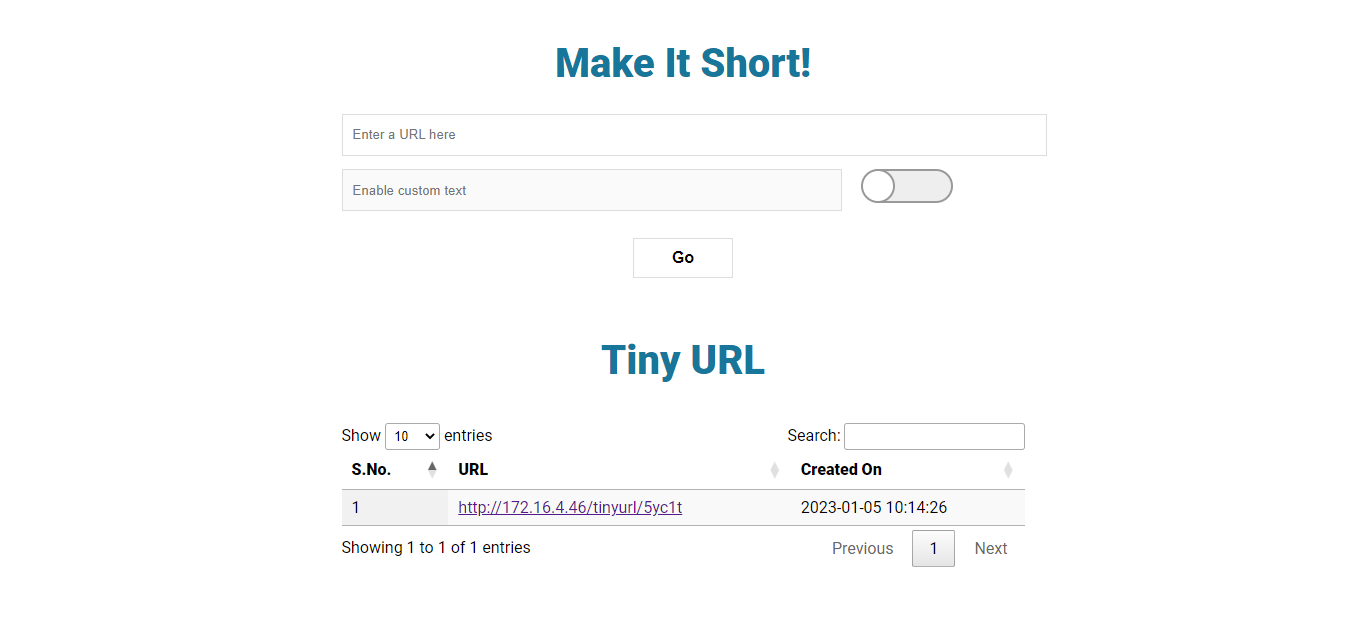 Make It Short!
Enter a URL here
Enable custom text
Go
Tiny URL
Show 10 entries Search:
S.No. URL Created On
1 http://172.16.4.46/tinyurl/5yc1t 2023-01-05 10:14:26
Showing 1 to 1 of 1 entries Previous 1 Next